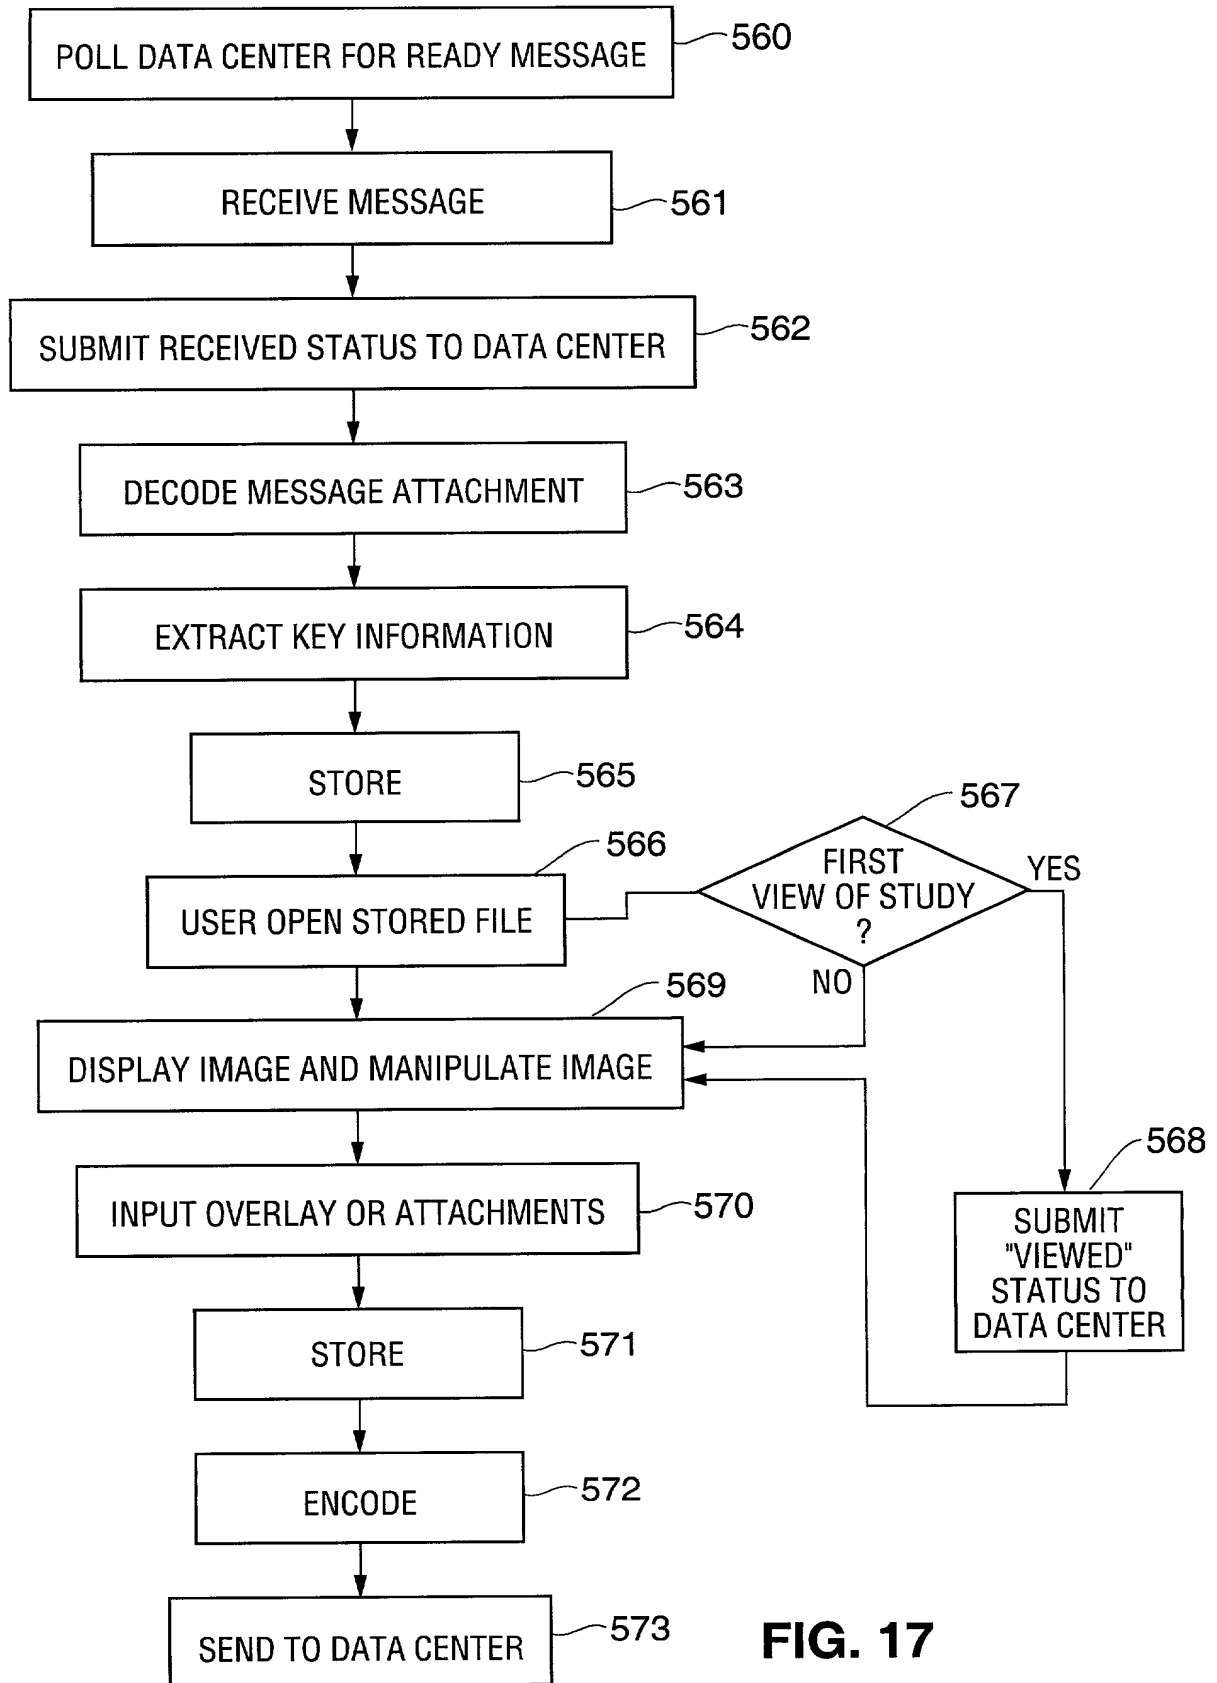 POLL DATA CENTER FOR READY MESSAGE
560
RECEIVE MESSAGE
561
SUBMIT RECEIVED STATUS TO DATA CENTER
562
DECODE MESSAGE ATTACHMENT
563
EXTRACT KEY INFORMATION
564
STORE
565
USER OPEN STORED FILE
566
FIRST
VIEW OF STUDY
?
567
YES
NO
SUBMIT
"VIEWED"
STATUS TO
DATA CENTER
568
DISPLAY IMAGE AND MANIPULATE IMAGE
569
INPUT OVERLAY OR ATTACHMENTS
570
STORE
571
ENCODE
572
SEND TO DATA CENTER
573
FIG. 17